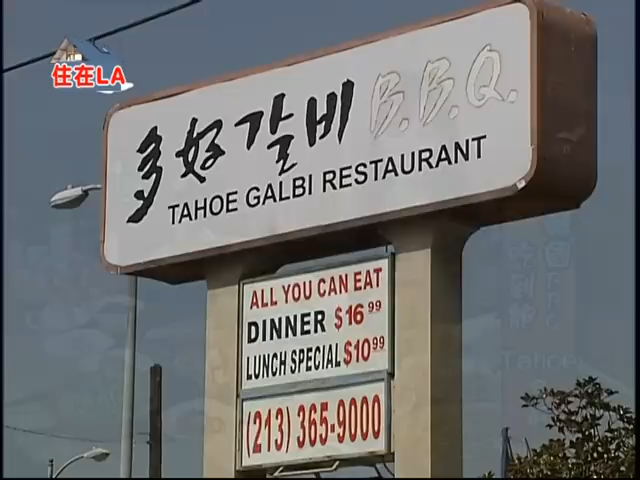 住在LA
多好갈비 B.B.Q.
TAHOE GALBI RESTAURANT
ALL YOU CAN EAT
DINNER $16.99
LUNCH SPECIAL $10.99
(213) 365-9000
Tahoe